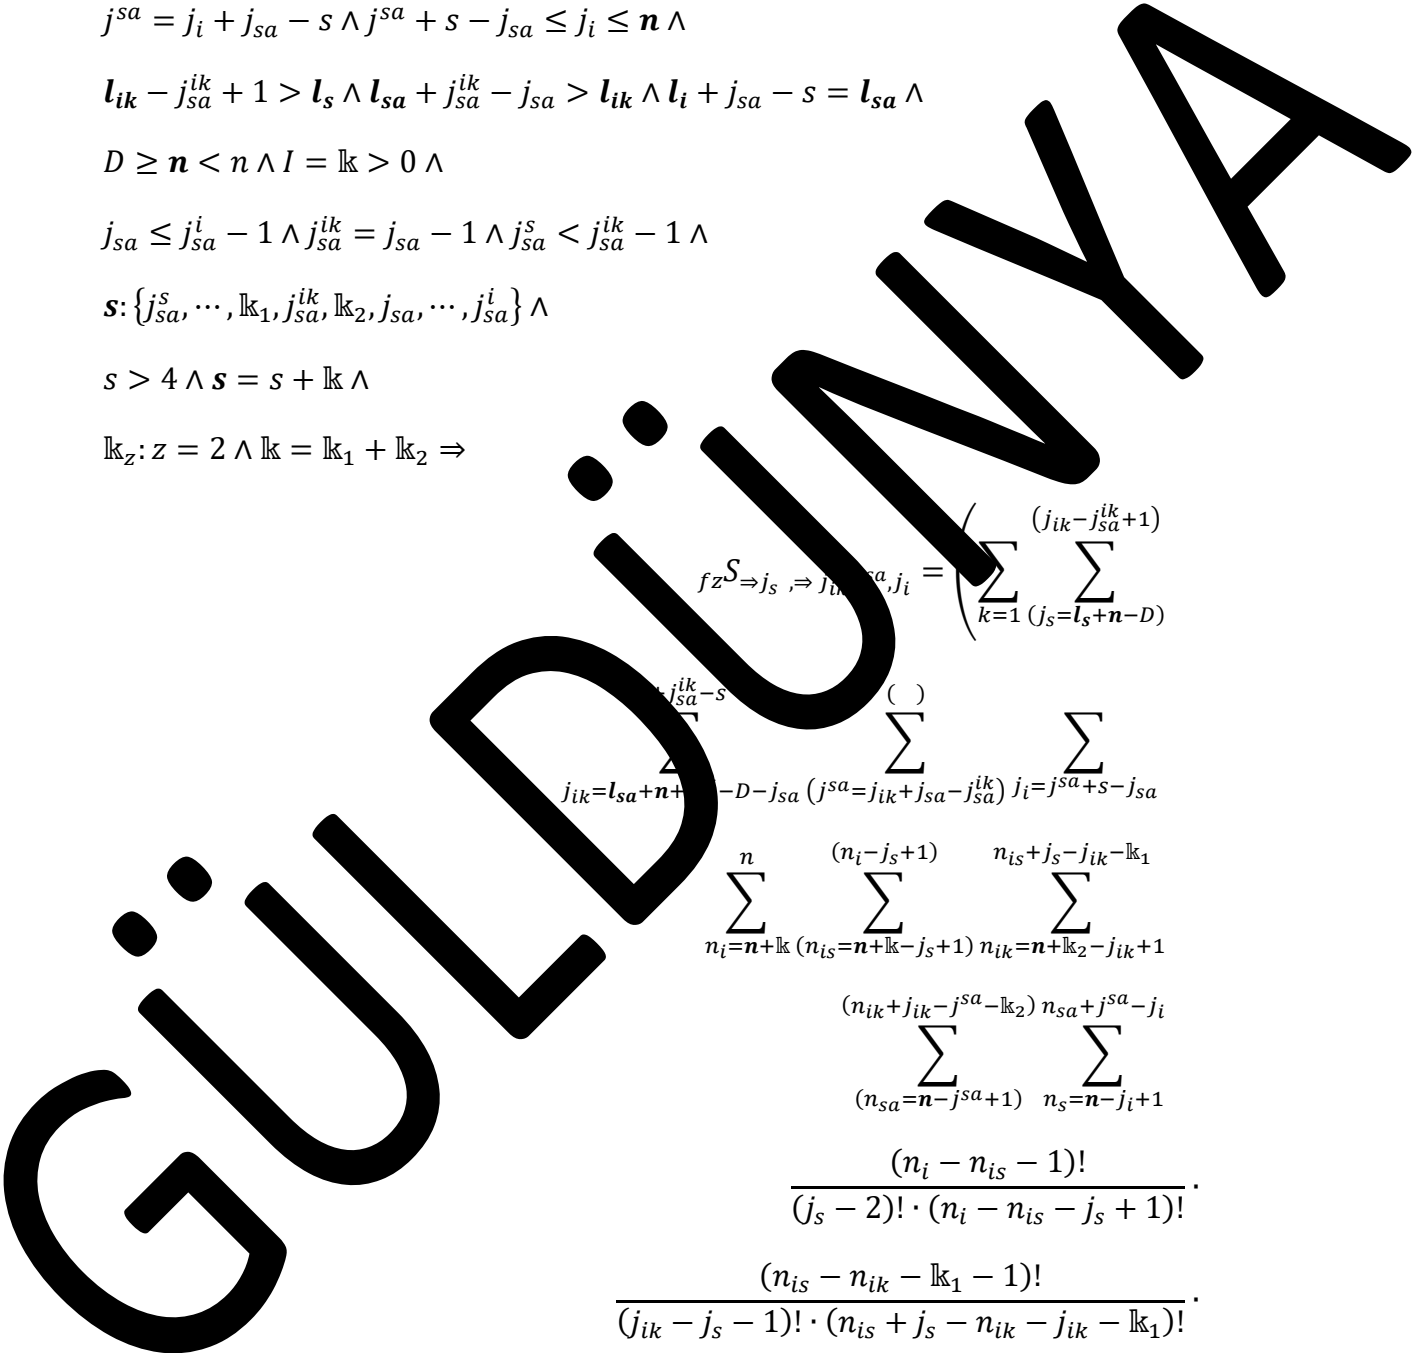 j^{sa} = j_i + j_{sa} − s ∧ j^{sa} + s − j_{sa} ≤ j_i ≤ 𝒏 ∧
𝒍_{𝒊𝒌} − j_{sa}^{ik} + 1 > 𝒍_𝒔 ∧ 𝒍_{𝒔𝒂} + j_{sa}^{ik} − j_{sa} > 𝒍_{𝒊𝒌} ∧ 𝒍_𝒊 + j_{sa} − s = 𝒍_{𝒔𝒂} ∧
D ≥ 𝒏 < n ∧ I = 𝕜 > 0 ∧
j_{sa} ≤ j_{sa}^{i} − 1 ∧ j_{sa}^{ik} = j_{sa} − 1 ∧ j_{sa}^{s} < j_{sa}^{ik} − 1 ∧
𝒔: {j_{sa}^{s}, ⋯, 𝕜_1, j_{sa}^{ik}, 𝕜_2, j_{sa}, ⋯, j_{sa}^{i}} ∧
s > 4 ∧ 𝒔 = s + 𝕜 ∧
𝕜_z: z = 2 ∧ 𝕜 = 𝕜_1 + 𝕜_2 ⇒
_{fz}S_{⇒j_s ,⇒ j_i} = ( ∑_{k=1} ∑_{(j_s=𝒍_𝒔+𝒏−D)}^{(j_{ik}−j_{sa}^{ik}+1)}
∑_{j_{ik}=𝒍_{𝒔𝒂}+𝒏+ −D−j_{sa}}^{j_{sa}^{ik}−s} ∑_{(j^{sa}=j_{ik}+j_{sa}−j_{sa}^{ik})}^{( )} ∑_{j_i=j^{sa}+s−j_{sa}}
∑_{n_i=𝒏+𝕜}^{n} ∑_{(n_{is}=𝒏+𝕜−j_s+1)}^{(n_i−j_s+1)} ∑_{n_{ik}=𝒏+𝕜_2−j_{ik}+1}^{n_{is}+j_s−j_{ik}−𝕜_1}
∑_{(n_{sa}=𝒏−j^{sa}+1)}^{(n_{ik}+j_{ik}−j^{sa}−𝕜_2)} ∑_{n_s=𝒏−j_i+1}^{n_{sa}+j^{sa}−j_i}
(n_i − n_{is} − 1)!
(j_s − 2)! · (n_i − n_{is} − j_s + 1)! ·
(n_{is} − n_{ik} − 𝕜_1 − 1)!
(j_{ik} − j_s − 1)! · (n_{is} + j_s − n_{ik} − j_{ik} − 𝕜_1)! ·
GÜLDÜNYA